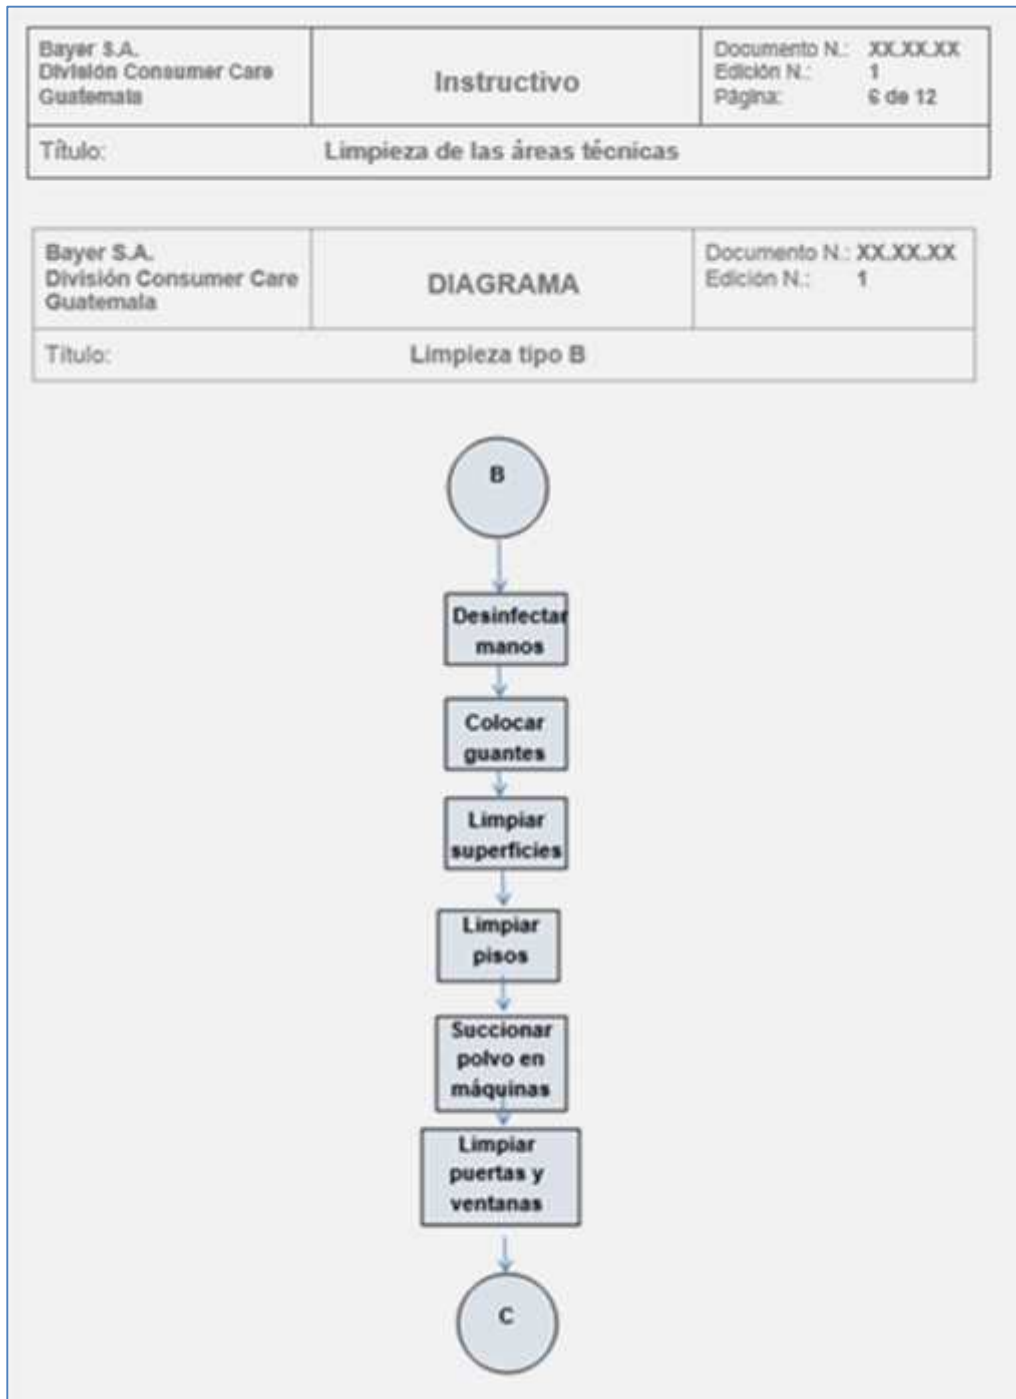 Bayer S.A.
División Consumer Care
Guatemala
Instructivo
Documento N.: XX.XX.XX
Edición N.: 1
Página: 6 de 12
Título: Limpieza de las áreas técnicas
Bayer S.A.
División Consumer Care
Guatemala
DIAGRAMA
Documento N.: XX.XX.XX
Edición N.: 1
Título: Limpieza tipo B
B
Desinfectar
manos
Colocar
guantes
Limpiar
superficies
Limpiar
pisos
Succionar
polvo en
máquinas
Limpiar
puertas y
ventanas
C